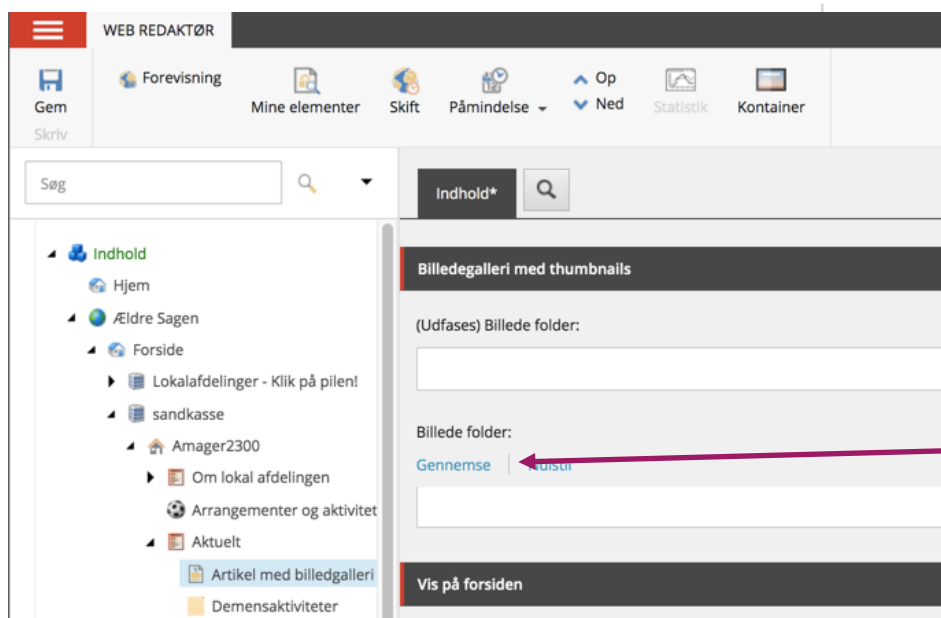 WEB REDAKTØR
Gem
Skriv
Forevisning
Mine elementer
Skift
Påmindelse
Op
Ned
Statistik
Kontainer
Søg
Indhold
Hjem
Ældre Sagen
Forside
Lokalafdelinger - Klik på pilen!
sandkasse
Amager2300
Om lokal afdelingen
Arrangementer og aktivitet
Aktuelt
Artikel med billedgalleri
Demensaktiviteter
Indhold*
Billedegalleri med thumbnails
(Udfases) Billede folder:
Billede folder:
Gennemse
Nulstil
Vis på forsiden